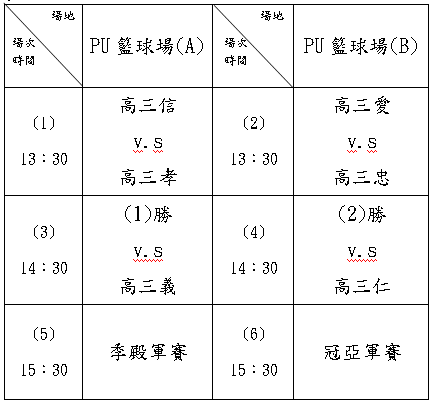 場地
場次
時間
PU 籃球場(A)
場地
場次
時間
PU 籃球場(B)
(1)
13：30
高三信
V.S
高三孝
(2)
13：30
高三愛
V.S
高三忠
(3)
14：30
(1)勝
V.S
高三義
(4)
14：30
(2)勝
V.S
高三仁
(5)
15：30
季殿軍賽
(6)
15：30
冠亞軍賽